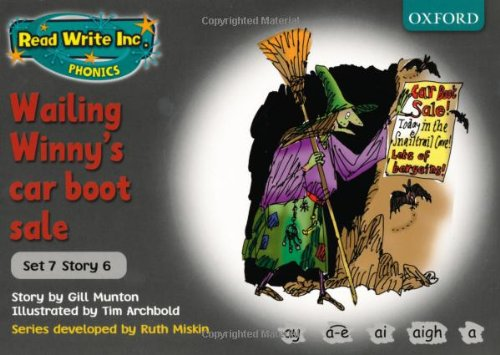 Copyrighted Material
OXFORD
Read Write Inc.
PHONICS
Wailing
Winny's
car boot
sale
Set 7 Story 6
Story by Gill Munton
Illustrated by Tim Archbold
Series developed by Ruth Miskin
Car Boot
Sale!
Today in the
Snailtrail Cave!
Lots of
bargains!
ay a-e ai aigh a
Copyrighted Material